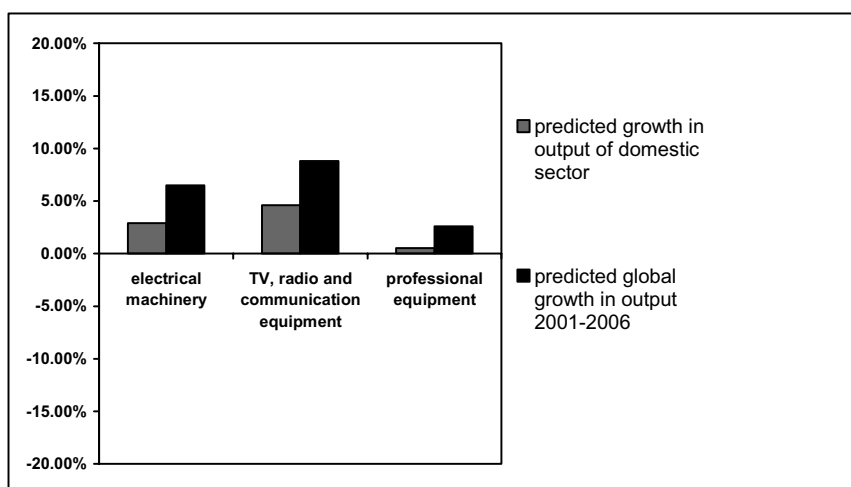 20.00%
15.00%
10.00%
5.00%
0.00%
-5.00%
-10.00%
-15.00%
-20.00%
electrical
machinery
TV, radio and
communication
equipment
professional
equipment
predicted growth in
output of domestic
sector
predicted global
growth in output
2001-2006